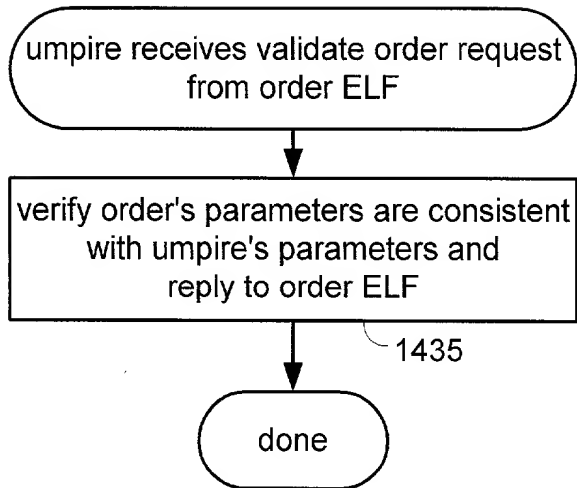 umpire receives validate order request
from order ELF
verify order's parameters are consistent
with umpire's parameters and
reply to order ELF
1435
done